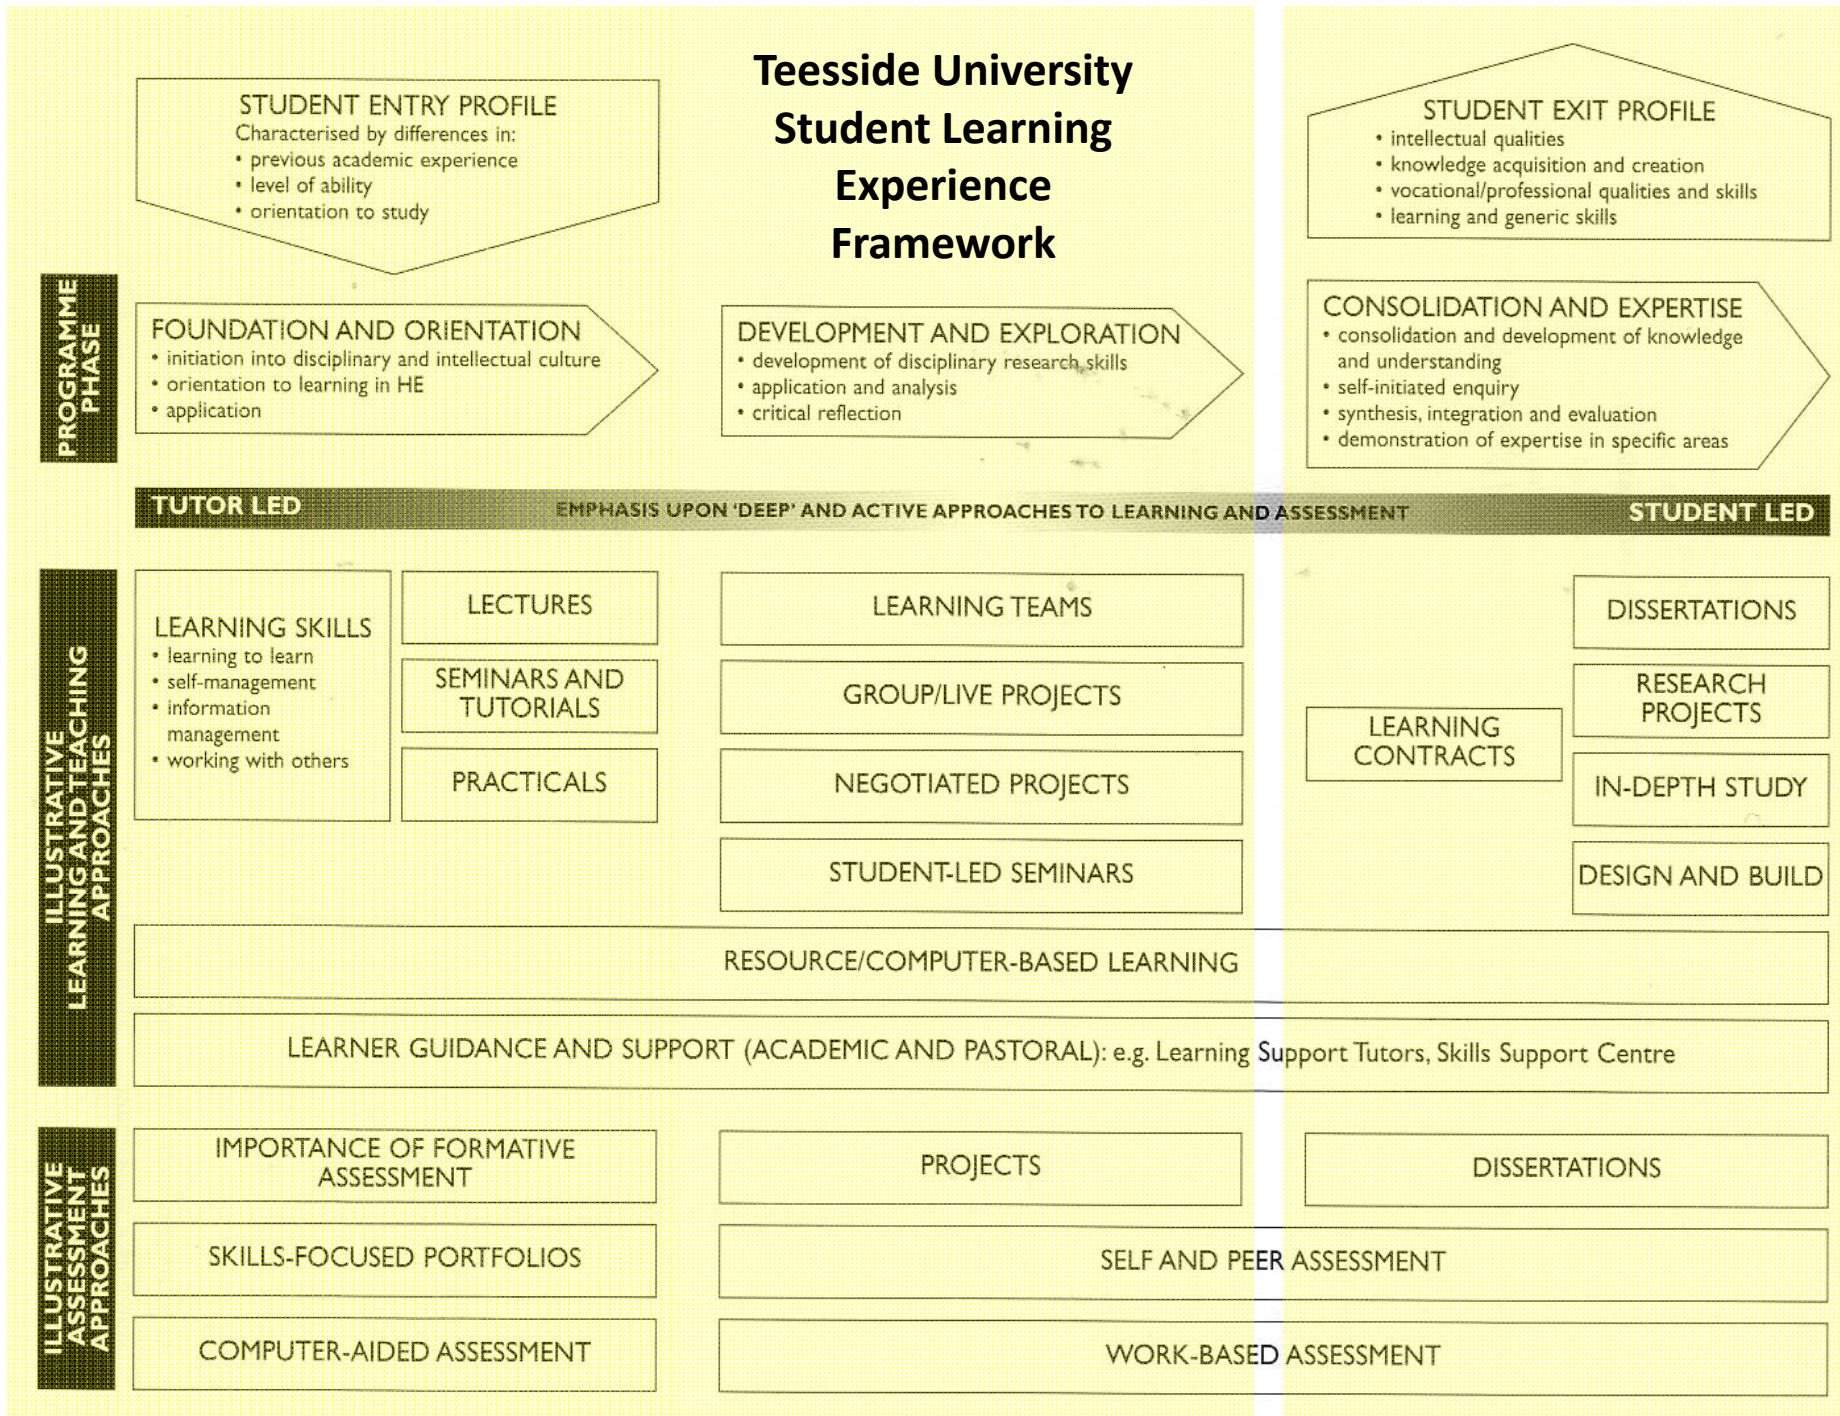 Teesside University
Student Learning
Experience
Framework
STUDENT ENTRY PROFILE
Characterised by differences in:
• previous academic experience
• level of ability
• orientation to study
STUDENT EXIT PROFILE
• intellectual qualities
• knowledge acquisition and creation
• vocational/professional qualities and skills
• learning and generic skills
PROGRAMME
PHASE
FOUNDATION AND ORIENTATION
• initiation into disciplinary and intellectual culture
• orientation to learning in HE
• application
DEVELOPMENT AND EXPLORATION
• development of disciplinary research skills
• application and analysis
• critical reflection
CONSOLIDATION AND EXPERTISE
• consolidation and development of knowledge
and understanding
• self-initiated enquiry
• synthesis, integration and evaluation
• demonstration of expertise in specific areas
TUTOR LED
EMPHASIS UPON 'DEEP' AND ACTIVE APPROACHES TO LEARNING AND ASSESSMENT
STUDENT LED
ILLUSTRATIVE
LEARNING AND TEACHING
APPROACHES
LEARNING SKILLS
• learning to learn
• self-management
• information
management
• working with others
LECTURES
SEMINARS AND
TUTORIALS
PRACTICALS
LEARNING TEAMS
GROUP/LIVE PROJECTS
NEGOTIATED PROJECTS
STUDENT-LED SEMINARS
LEARNING
CONTRACTS
DISSERTATIONS
RESEARCH
PROJECTS
IN-DEPTH STUDY
DESIGN AND BUILD
RESOURCE/COMPUTER-BASED LEARNING
LEARNER GUIDANCE AND SUPPORT (ACADEMIC AND PASTORAL): e.g. Learning Support Tutors, Skills Support Centre
ILLUSTRATIVE
ASSESSMENT
APPROACHES
IMPORTANCE OF FORMATIVE
ASSESSMENT
PROJECTS
DISSERTATIONS
SKILLS-FOCUSED PORTFOLIOS
SELF AND PEER ASSESSMENT
COMPUTER-AIDED ASSESSMENT
WORK-BASED ASSESSMENT